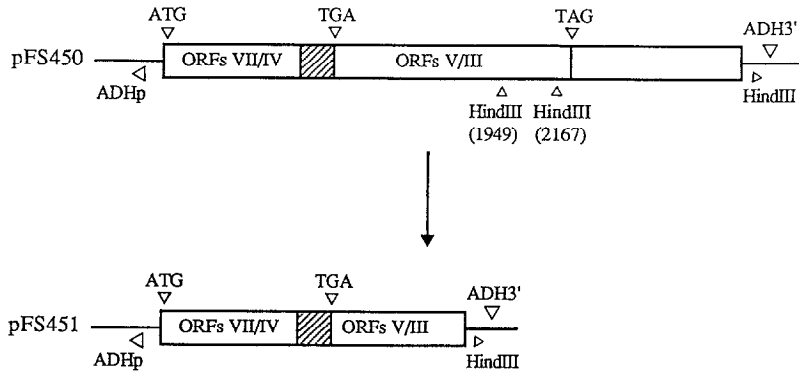 ATG TGA TAG ADH3'
pFS450 ORFs VII/IV ORFs V/III
ADHp HindIII HindIII HindIII
(1949) (2167)
ATG TGA ADH3'
pFS451 ORFs VII/IV ORFs V/III
ADHp HindIII